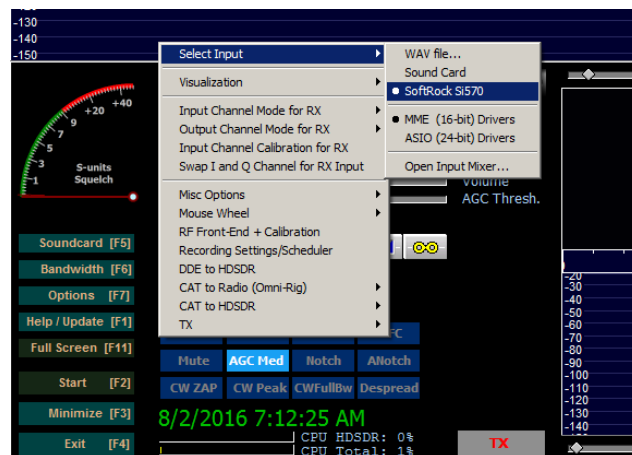 -130
-140
-150
Select Input
Visualization
Input Channel Mode for RX
Output Channel Mode for RX
Input Channel Calibration for RX
Swap I and Q Channel for RX Input
Misc Options
Mouse Wheel
RF Front-End + Calibration
Recording Settings/Scheduler
DDE to HDSDR
CAT to Radio (Omni-Rig)
CAT to HDSDR
TX
WAV file...
Sound Card
SoftRock Si570
MME (16-bit) Drivers
ASIO (24-bit) Drivers
Open Input Mixer...
+40
+20
9
7
5
3
1
S-units
Squelch
Volume
AGC Thresh.
Soundcard [F5]
Bandwidth [F6]
Options [F7]
Help / Update [F1]
Full Screen [F11]
Start [F2]
Minimize [F3]
Exit [F4]
Mute AGC Med Notch ANotch
CW ZAP CW Peak CWFullBw Despread
8/2/2016 7:12:25 AM
CPU HDSDR: 0%
CPU Total: 1%
TX
-20
-30
-40
-50
-60
-70
-80
-90
-100
-110
-120
-130
-140